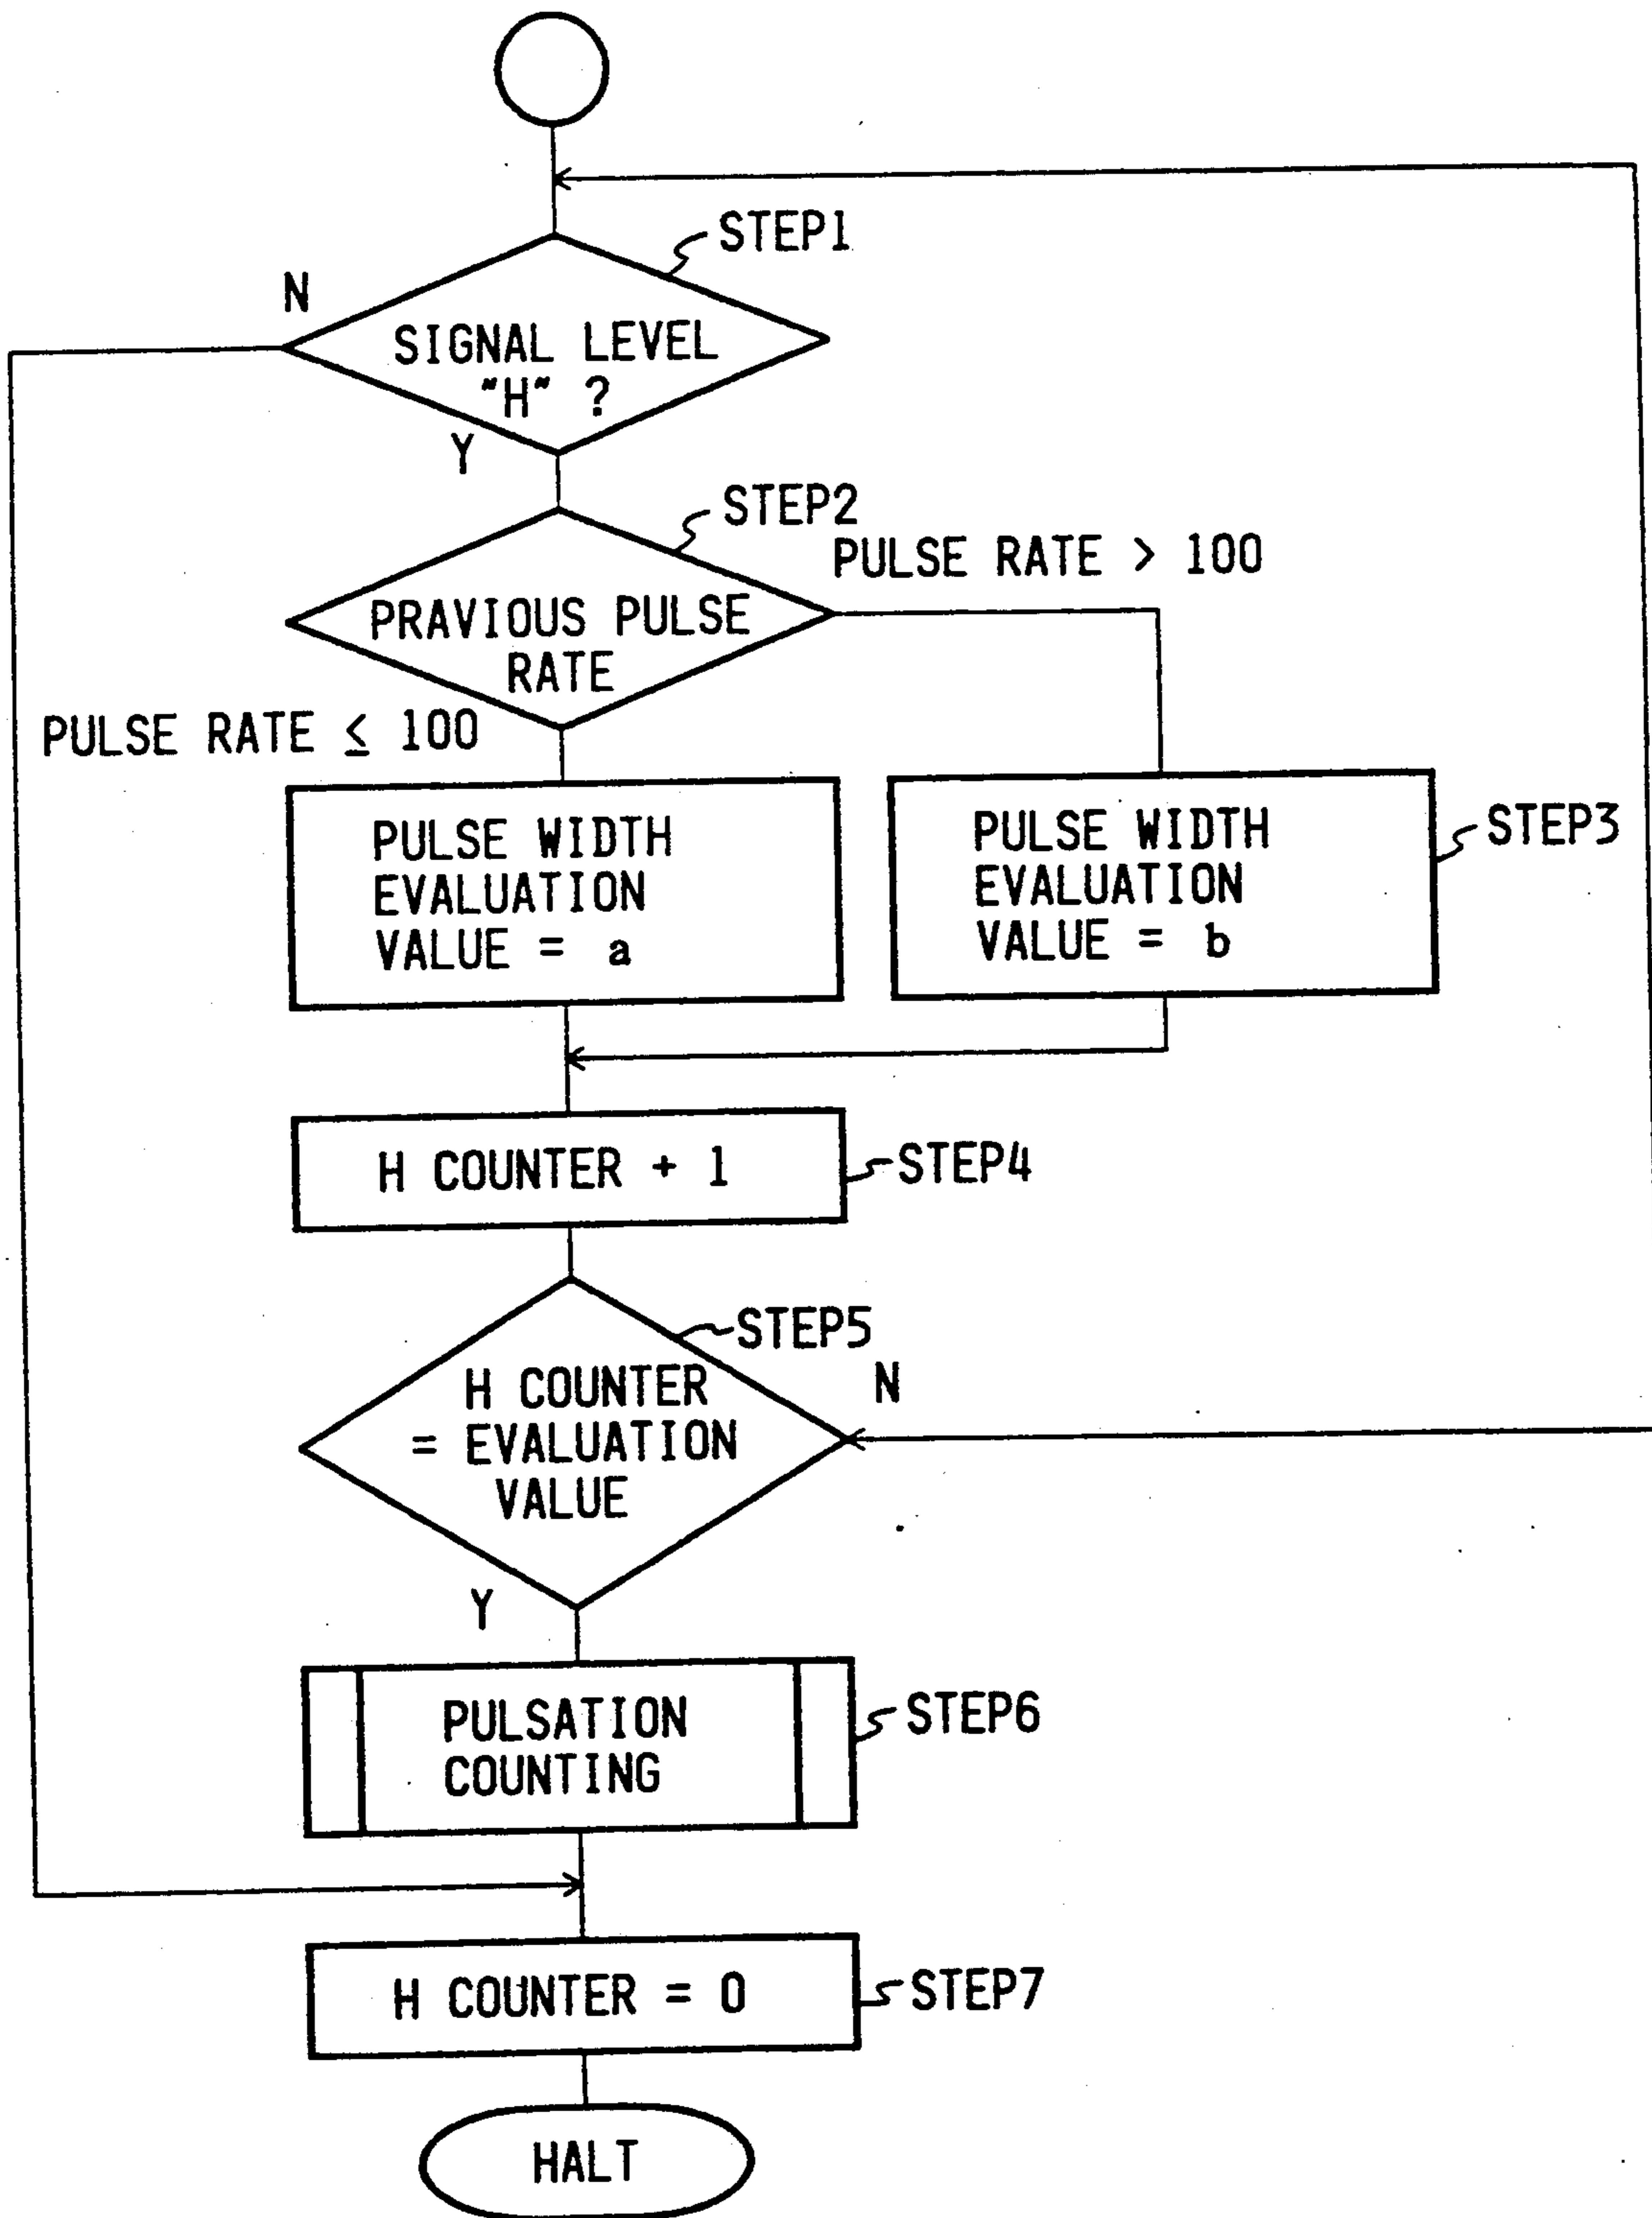 STEP1
N
SIGNAL LEVEL
"H" ?
Y
STEP2
PULSE RATE > 100
PRAVIOUS PULSE
RATE
PULSE RATE ≤ 100
PULSE WIDTH
EVALUATION
VALUE = a
PULSE WIDTH
EVALUATION
VALUE = b
STEP3
H COUNTER + 1
STEP4
STEP5
H COUNTER
= EVALUATION
VALUE
N
Y
PULSATION
COUNTING
STEP6
H COUNTER = 0
STEP7
HALT